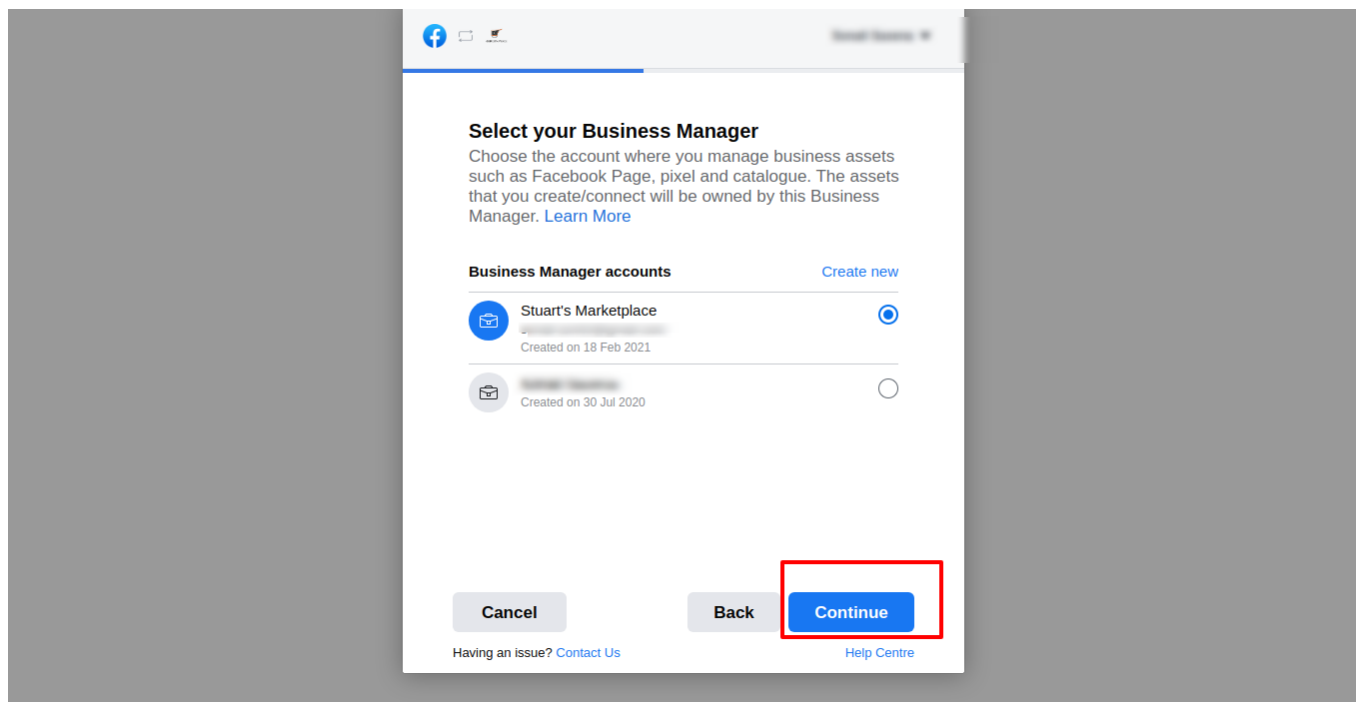 Select your Business Manager
Choose the account where you manage business assets
such as Facebook Page, pixel and catalogue. The assets
that you create/connect will be owned by this Business
Manager. Learn More
Business Manager accounts Create new
Stuart's Marketplace
Created on 18 Feb 2021
Created on 30 Jul 2020
Cancel Back Continue
Having an issue? Contact Us Help Centre